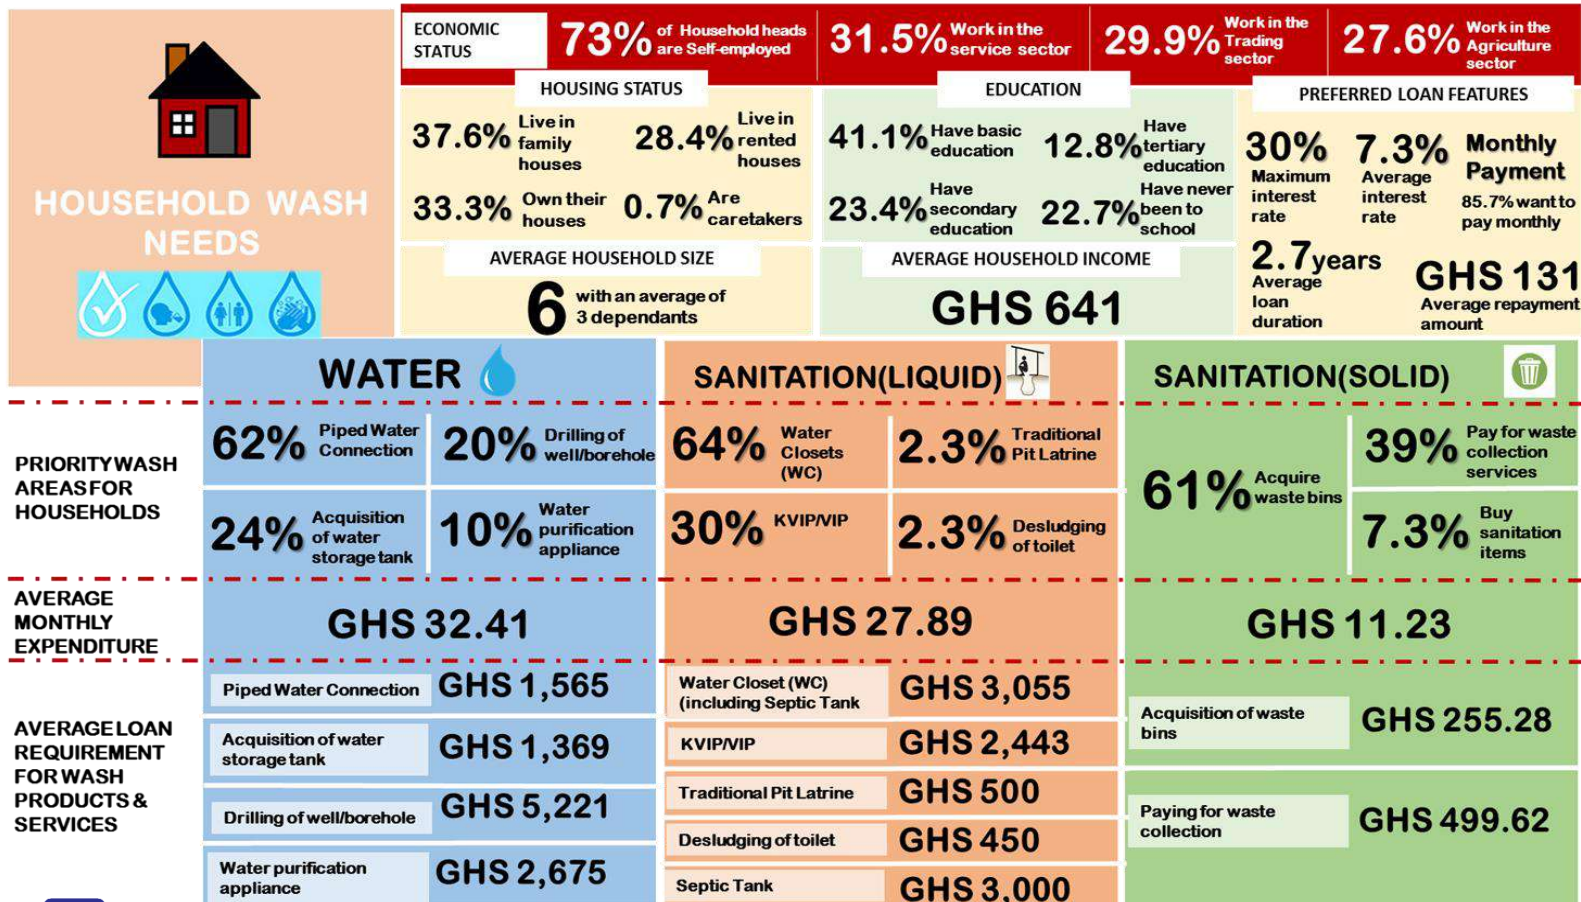 HOUSEHOLD WASH
NEEDS
ECONOMIC
STATUS
73% of Household heads
are Self-employed
31.5% Work in the
service sector
29.9% Work in the
Trading
sector
27.6% Work in the
Agriculture
sector
HOUSING STATUS
37.6% Live in
family
houses
28.4% Live in
rented
houses
33.3% Own their
houses
0.7% Are
caretakers
EDUCATION
41.1% Have basic
education
12.8% Have
tertiary
education
23.4% Have
secondary
education
22.7% Have never
been to
school
PREFERRED LOAN FEATURES
30%
Maximum
interest
rate
7.3%
Average
interest
rate
Monthly
Payment
85.7% want to
pay monthly
2.7years
Average
loan
duration
GHS 131
Average repayment
amount
AVERAGE HOUSEHOLD SIZE
6 with an average of
3 dependants
AVERAGE HOUSEHOLD INCOME
GHS 641
WATER
SANITATION(LIQUID)
SANITATION(SOLID)
PRIORITY WASH
AREAS FOR
HOUSEHOLDS
62% Piped Water
Connection
20% Drilling of
well/borehole
24% Acquisition
of water
storage tank
10% Water
purification
appliance
64% Water
Closets
(WC)
2.3% Traditional
Pit Latrine
30% KVIP/VIP
2.3% Desludging
of toilet
61% Acquire
waste bins
39% Pay for waste
collection
services
7.3% Buy
sanitation
items
AVERAGE
MONTHLY
EXPENDITURE
GHS 32.41
GHS 27.89
GHS 11.23
AVERAGE LOAN
REQUIREMENT
FOR WASH
PRODUCTS &
SERVICES
Piped Water Connection GHS 1,565
Acquisition of water
storage tank
GHS 1,369
Drilling of well/borehole GHS 5,221
Water purification
appliance
GHS 2,675
Water Closet (WC)
(including Septic Tank
GHS 3,055
KVIP/VIP GHS 2,443
Traditional Pit Latrine GHS 500
Desludging of toilet GHS 450
Septic Tank GHS 3,000
Acquisition of waste
bins
GHS 255.28
Paying for waste
collection
GHS 499.62